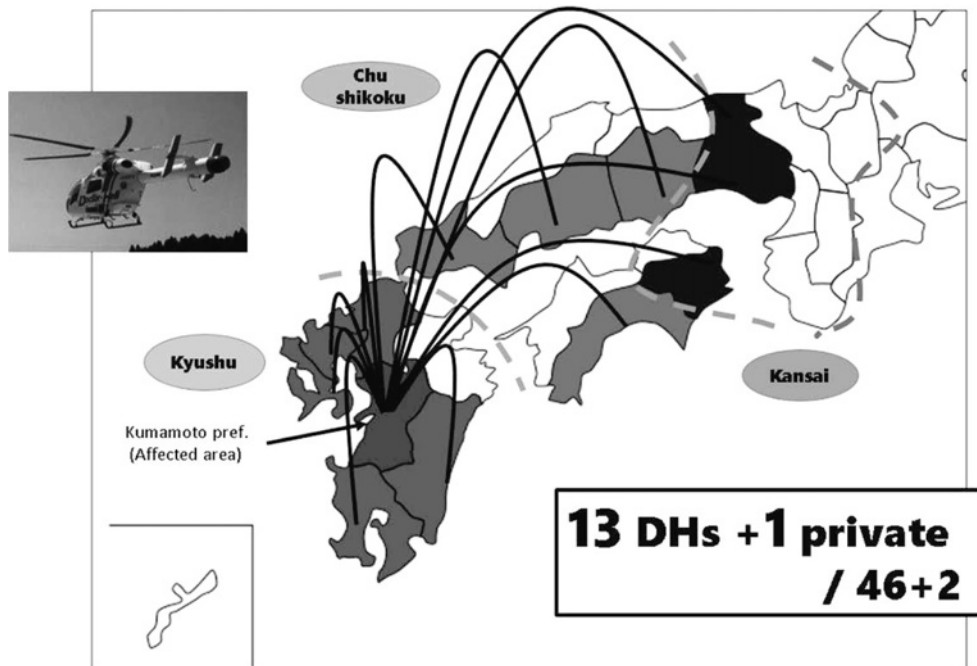 Chu
shikoku
Kyushu
Kansai
Kumamoto pref.
(Affected area)
13 DHs +1 private
/ 46+2